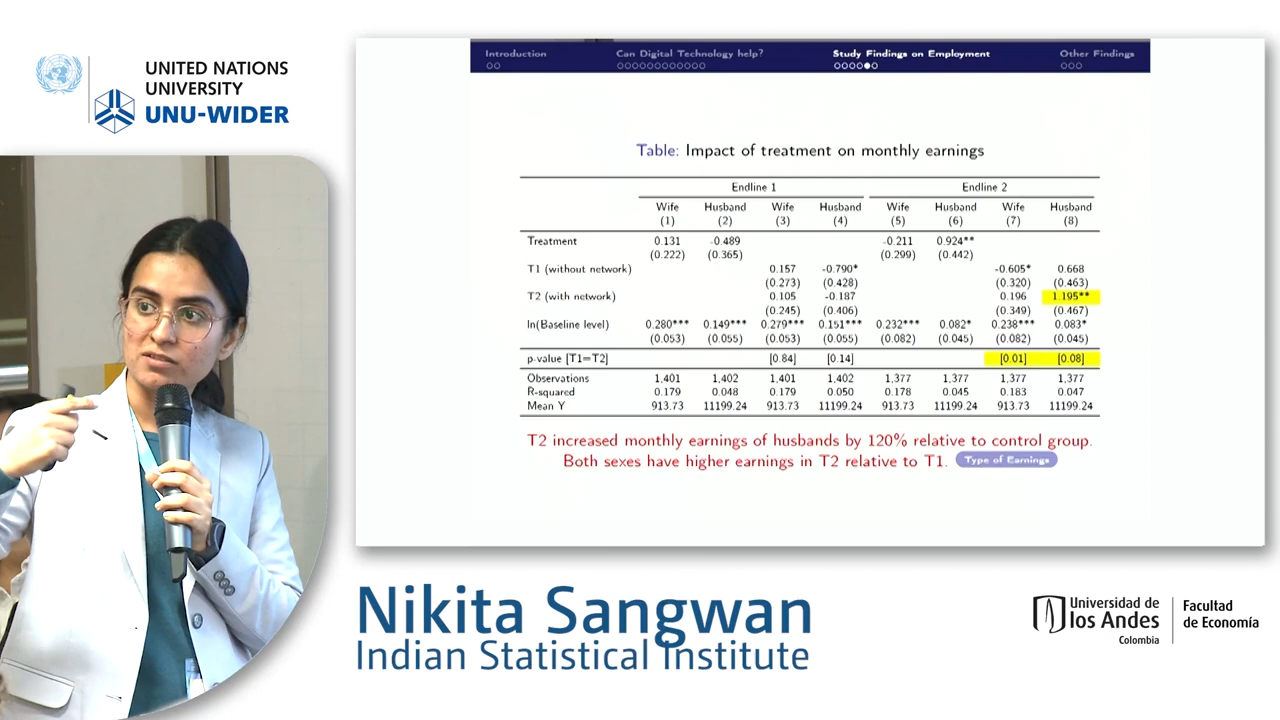 UNITED NATIONS
UNIVERSITY
UNU-WIDER
Introduction Can Digital Technology help? Study Findings on Employment Other Findings
Table: Impact of treatment on monthly earnings
Endline 1 Endline 2
Wife Husband Wife Husband Wife Husband Wife Husband
(1) (2) (3) (4) (5) (6) (7) (8)
Treatment 0.131 -0.489 -0.211 0.924**
(0.222) (0.365) (0.299) (0.442)
T1 (without network) 0.157 -0.790* -0.605* 0.668
(0.273) (0.428) (0.320) (0.463)
T2 (with network) 0.105 -0.187 0.196 1.195**
(0.245) (0.406) (0.349) (0.467)
ln(Baseline level) 0.280*** 0.149*** 0.279*** 0.151*** 0.232*** 0.082* 0.238*** 0.083*
(0.053) (0.055) (0.053) (0.055) (0.082) (0.045) (0.082) (0.045)
p-value [T1=T2] [0.84] [0.14] [0.01] [0.08]
Observations 1,401 1,402 1,401 1,402 1,377 1,377 1,377 1,377
R-squared 0.179 0.048 0.179 0.050 0.178 0.045 0.183 0.047
Mean Y 913.73 11199.24 913.73 11199.24 913.73 11199.24 913.73 11199.24
T2 increased monthly earnings of husbands by 120% relative to control group.
Both sexes have higher earnings in T2 relative to T1. Type of Earnings
Nikita Sangwan
Indian Statistical Institute
Universidad de
los Andes
Colombia
Facultad
de Economía